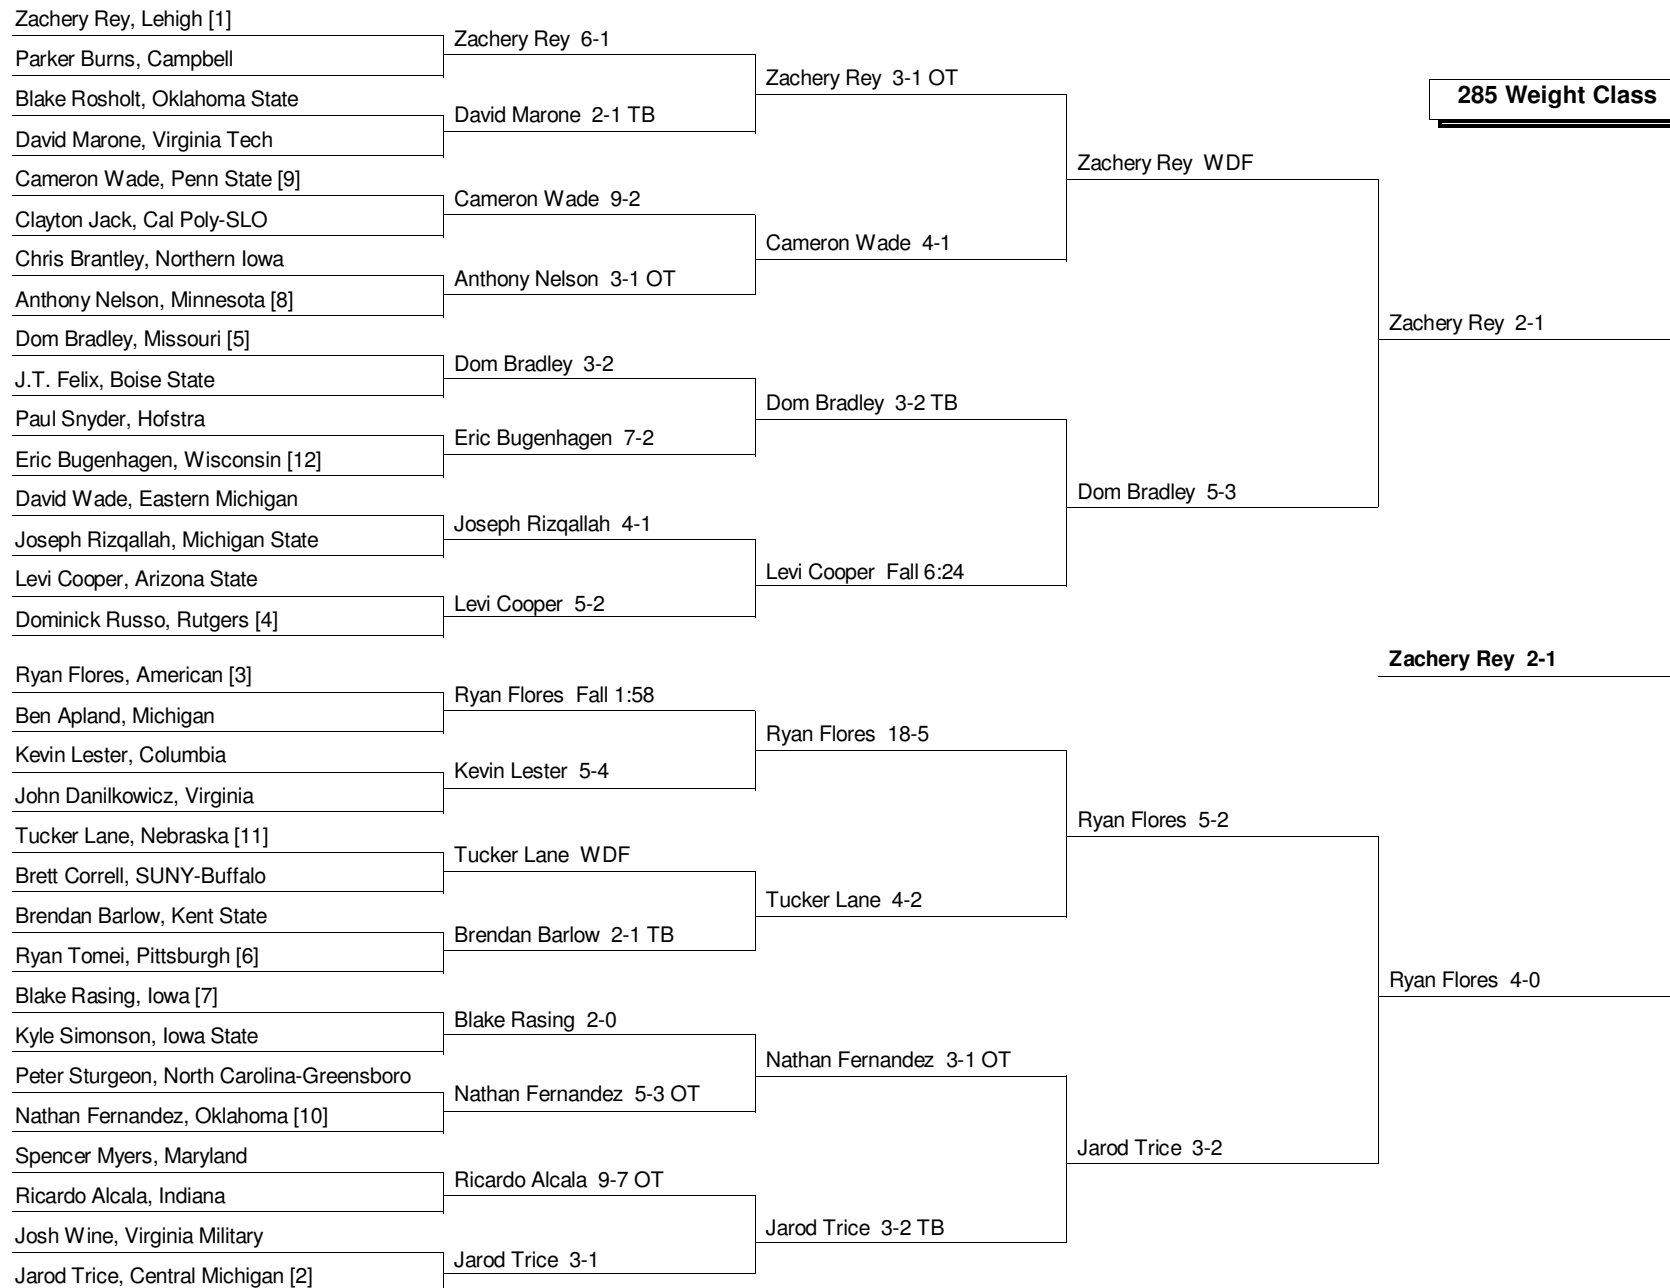 Zachery Rey, Lehigh [1]
Parker Burns, Campbell
Blake Rosholt, Oklahoma State
David Marone, Virginia Tech
Cameron Wade, Penn State [9]
Clayton Jack, Cal Poly-SLO
Chris Brantley, Northern Iowa
Anthony Nelson, Minnesota [8]
Dom Bradley, Missouri [5]
J.T. Felix, Boise State
Paul Snyder, Hofstra
Eric Bugenhagen, Wisconsin [12]
David Wade, Eastern Michigan
Joseph Rizqallah, Michigan State
Levi Cooper, Arizona State
Dominick Russo, Rutgers [4]
Ryan Flores, American [3]
Ben Apland, Michigan
Kevin Lester, Columbia
John Danilkowicz, Virginia
Tucker Lane, Nebraska [11]
Brett Correll, SUNY-Buffalo
Brendan Barlow, Kent State
Ryan Tomei, Pittsburgh [6]
Blake Rasing, Iowa [7]
Kyle Simonson, Iowa State
Peter Sturgeon, North Carolina-Greensboro
Nathan Fernandez, Oklahoma [10]
Spencer Myers, Maryland
Ricardo Alcala, Indiana
Josh Wine, Virginia Military
Jarod Trice, Central Michigan [2]
Zachery Rey 6-1
David Marone 2-1 TB
Cameron Wade 9-2
Anthony Nelson 3-1 OT
Dom Bradley 3-2
Eric Bugenhagen 7-2
Joseph Rizqallah 4-1
Levi Cooper 5-2
Ryan Flores Fall 1:58
Kevin Lester 5-4
Tucker Lane WDF
Brendan Barlow 2-1 TB
Blake Rasing 2-0
Nathan Fernandez 5-3 OT
Ricardo Alcala 9-7 OT
Jarod Trice 3-1
Zachery Rey 3-1 OT
Cameron Wade 4-1
Dom Bradley 3-2 TB
Levi Cooper Fall 6:24
Ryan Flores 18-5
Tucker Lane 4-2
Nathan Fernandez 3-1 OT
Jarod Trice 3-2 TB
Zachery Rey WDF
Dom Bradley 5-3
Ryan Flores 5-2
Jarod Trice 3-2
285 Weight Class
Zachery Rey 2-1
Zachery Rey 2-1
Ryan Flores 4-0